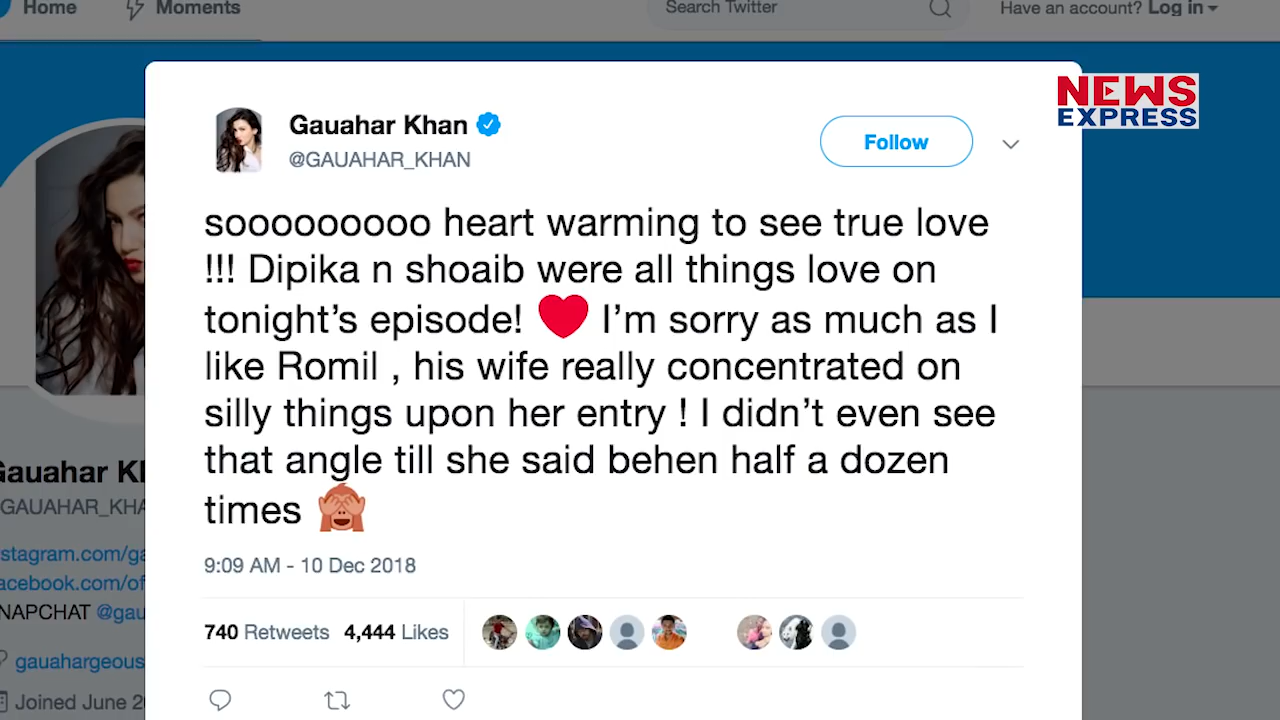 Home Moments Search Twitter Have an account? Log in
NEWS
EXPRESS
Gauahar Khan
@GAUAHAR_KHAN
Follow
sooooooooo heart warming to see true love
!!! Dipika n shoaib were all things love on
tonight’s episode! ❤️ I’m sorry as much as I
like Romil , his wife really concentrated on
silly things upon her entry ! I didn’t even see
that angle till she said behen half a dozen
times 🙈
9:09 AM - 10 Dec 2018
740 Retweets 4,444 Likes
Gauahar Kh
GAUAHAR_KHA
stagram.com/ga
acebook.com/of
NAPCHAT @gau
gauahargeous
Joined June 2